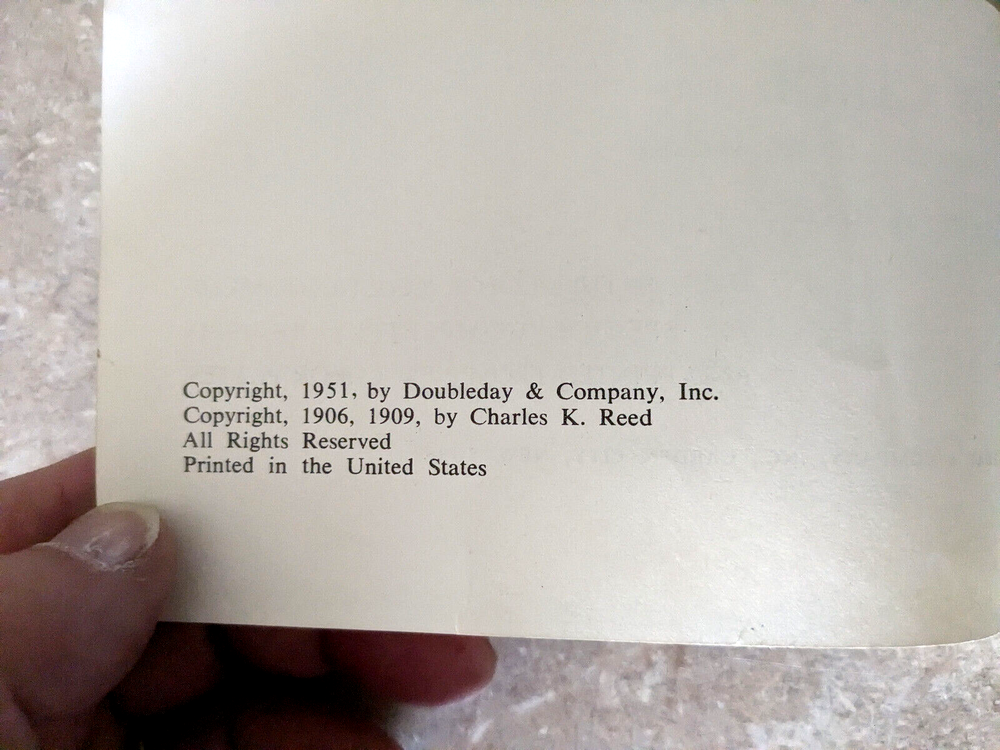 Copyright, 1951, by Doubleday & Company, Inc.
Copyright, 1906, 1909, by Charles K. Reed
All Rights Reserved
Printed in the United States